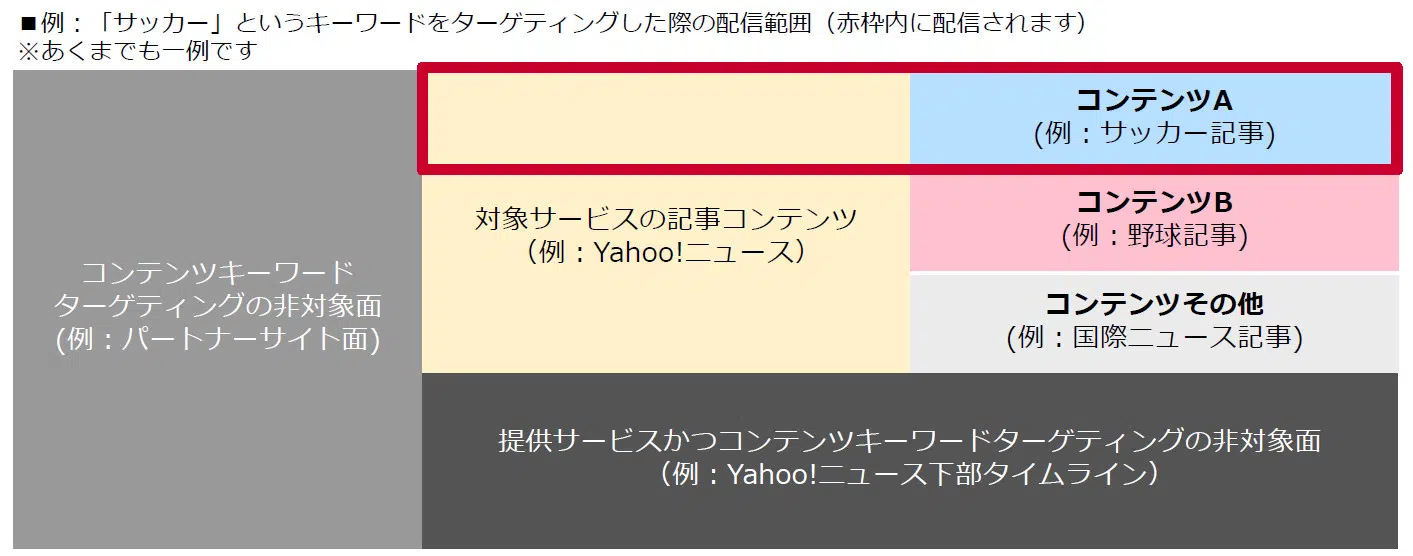 ■例：「サッカー」というキーワードをターゲティングした際の配信範囲（赤枠内に配信されます）
※あくまでも一例です
コンテンツA
(例：サッカー記事)
対象サービスの記事コンテンツ
（例：Yahoo!ニュース）
コンテンツB
(例：野球記事)
コンテンツその他
(例：国際ニュース記事)
コンテンツキーワード
ターゲティングの非対象面
(例：パートナーサイト面)
提供サービスかつコンテンツキーワードターゲティングの非対象面
（例：Yahoo!ニュース下部タイムライン）